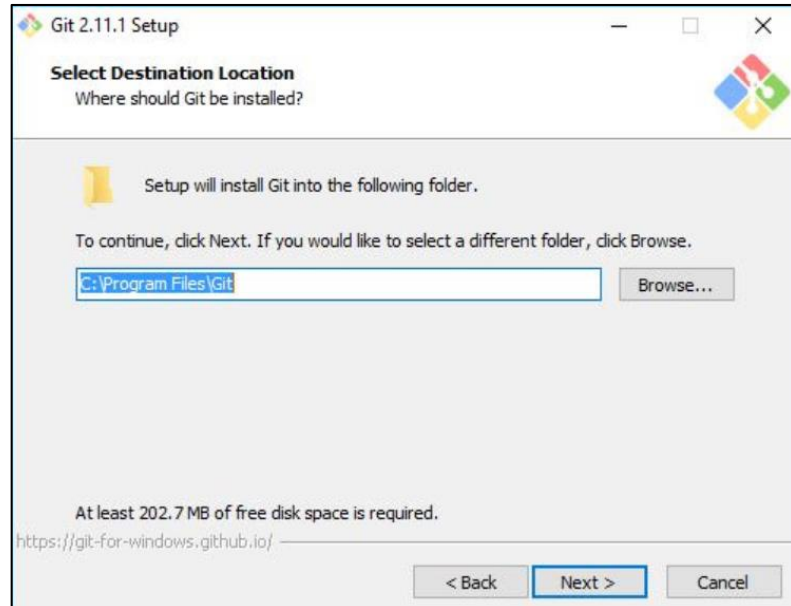 Git 2.11.1 Setup
Select Destination Location
Where should Git be installed?
Setup will install Git into the following folder.
To continue, click Next. If you would like to select a different folder, click Browse.
C:\Program Files\Git
Browse...
At least 202.7 MB of free disk space is required.
https://git-for-windows.github.io/
< Back Next > Cancel